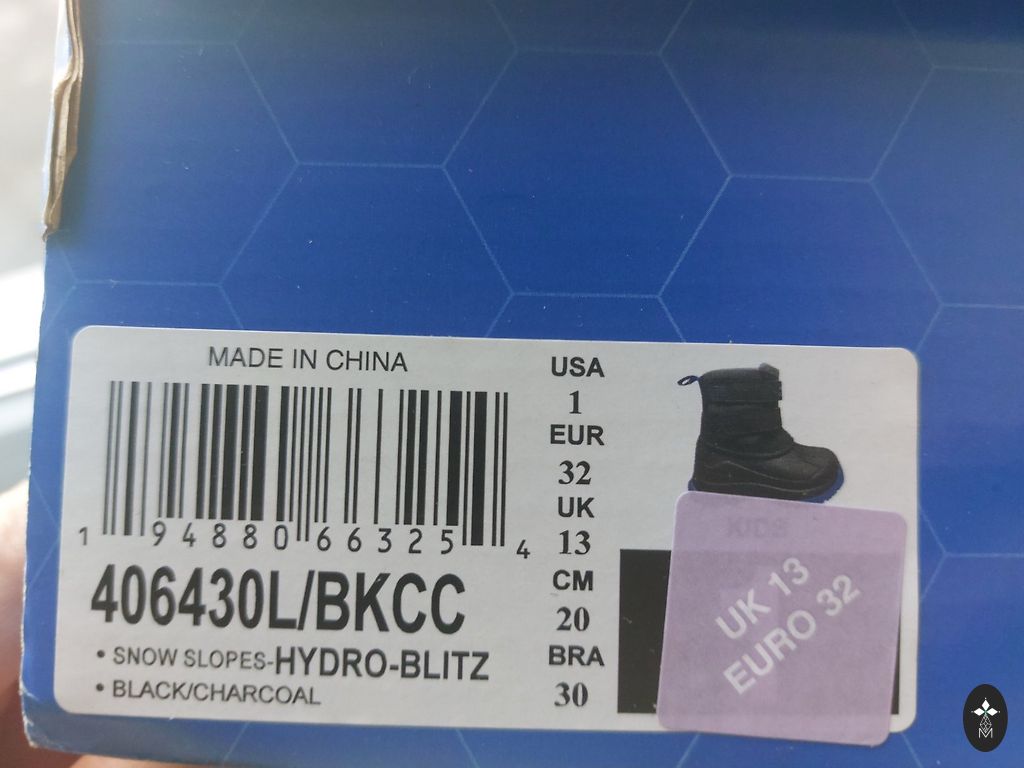 MADE IN CHINA
1 94880 66325 4
406430L/BKCC
• SNOW SLOPES-HYDRO-BLITZ
• BLACK/CHARCOAL
USA
1
EUR
32
UK
13
CM
20
BRA
30
KIDS
UK 13
EURO 32
M